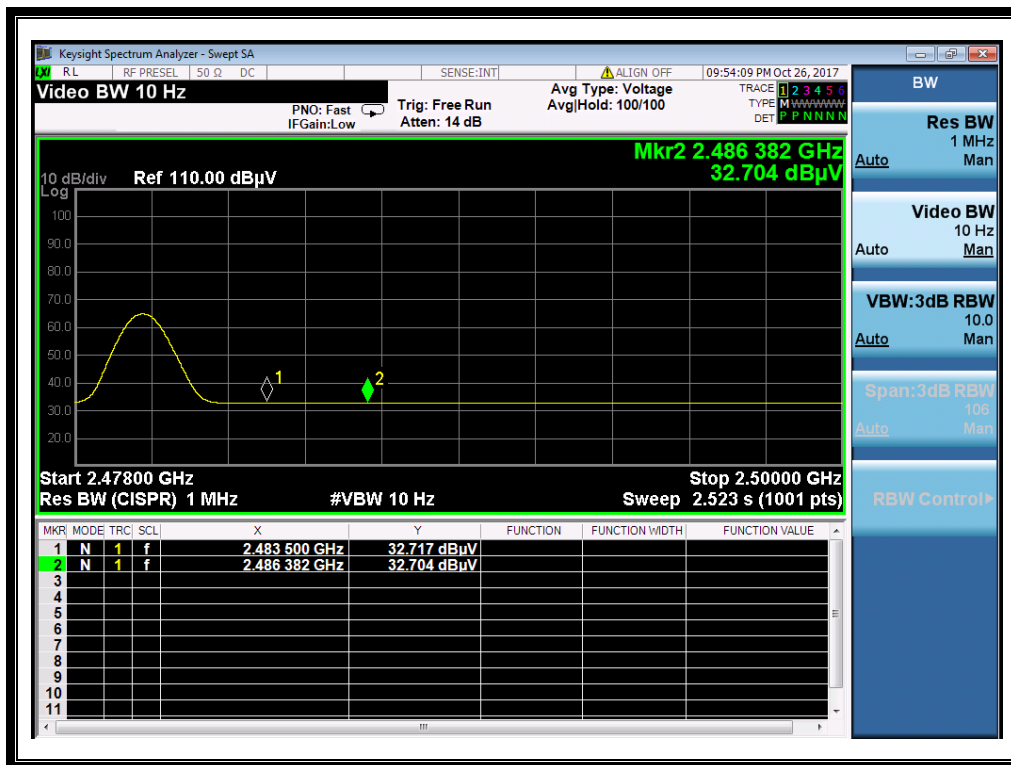 Keysight Spectrum Analyzer - Swept SA
LXI RL RF PRESEL 50 Ω DC SENSE:INT ALIGN OFF 09:54:09 PM Oct 26, 2017
Video BW 10 Hz
PNO: Fast
IFGain:Low
Trig: Free Run
Atten: 14 dB
Avg Type: Voltage
Avg|Hold: 100/100
TRACE 1 2 3 4 5 6
TYPE M W W W W W
DET P P N N N N
Mkr2 2.486 382 GHz
32.704 dBµV
10 dB/div Ref 110.00 dBµV
Log
100
90.0
80.0
70.0
60.0
50.0
40.0
30.0
20.0
1
2
Start 2.47800 GHz Stop 2.50000 GHz
Res BW (CISPR) 1 MHz #VBW 10 Hz Sweep 2.523 s (1001 pts)
MKR MODE TRC SCL X Y FUNCTION FUNCTION WIDTH FUNCTION VALUE
1 N 1 f 2.483 500 GHz 32.717 dBµV
2 N 1 f 2.486 382 GHz 32.704 dBµV
3
4
5
6
7
8
9
10
11
BW
Res BW
1 MHz
Auto Man
Video BW
10 Hz
Auto Man
VBW:3dB RBW
10.0
Auto Man
Span:3dB RBW
106
Auto Man
RBW Control